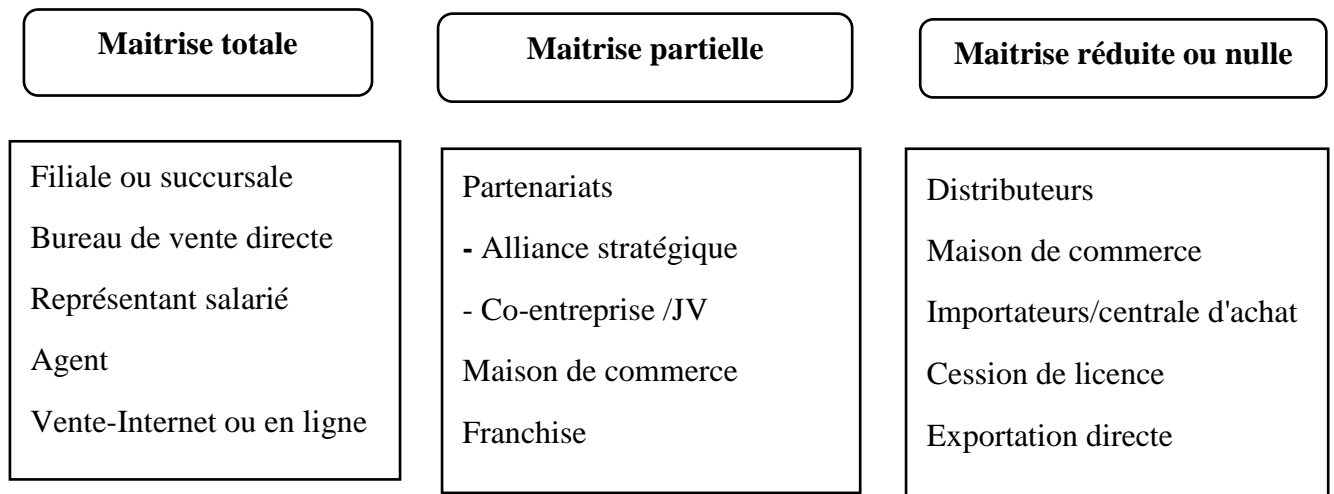 Maitrise totale
Maitrise partielle
Maitrise réduite ou nulle
Filiale ou succursale
Bureau de vente directe
Représentant salarié
Agent
Vente-Internet ou en ligne
Partenariats
- Alliance stratégique
- Co-entreprise /JV
Maison de commerce
Franchise
Distributeurs
Maison de commerce
Importateurs/centrale d'achat
Cession de licence
Exportation directe